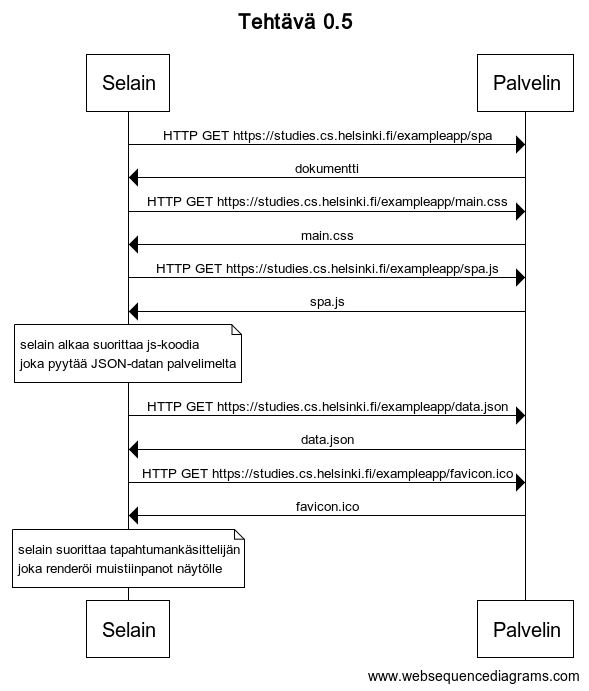 Tehtävä 0.5
Selain
Palvelin
HTTP GET https://studies.cs.helsinki.fi/exampleapp/spa
dokumentti
HTTP GET https://studies.cs.helsinki.fi/exampleapp/main.css
main.css
HTTP GET https://studies.cs.helsinki.fi/exampleapp/spa.js
spa.js
selain alkaa suorittaa js-koodia
joka pyytää JSON-datan palvelimelta
HTTP GET https://studies.cs.helsinki.fi/exampleapp/data.json
data.json
HTTP GET https://studies.cs.helsinki.fi/exampleapp/favicon.ico
favicon.ico
selain suorittaa tapahtumankäsittelijän
joka renderöi muistiinpanot näytölle
Selain
Palvelin
www.websequencediagrams.com